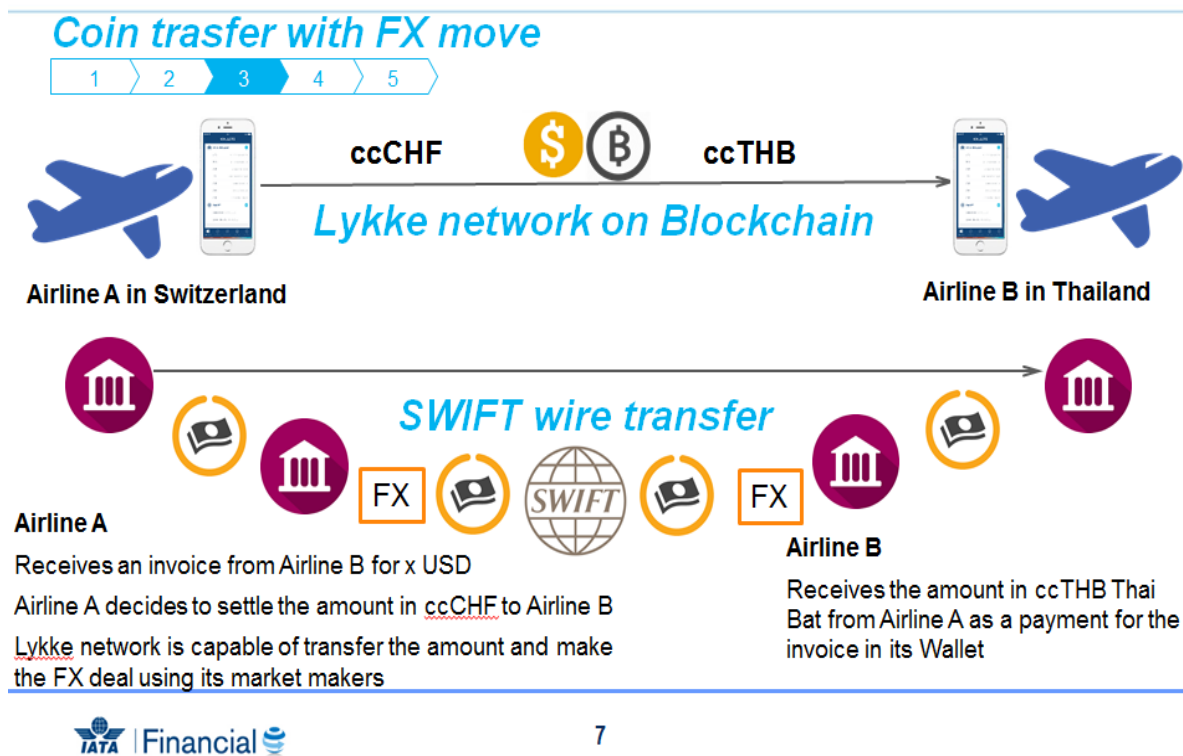 Coin trasfer with FX move
1 2 3 4 5
ccCHF
ccTHB
Lykke network on Blockchain
Airline A in Switzerland
Airline B in Thailand
SWIFT wire transfer
FX
SWIFT
FX
Airline A
Receives an invoice from Airline B for x USD
Airline A decides to settle the amount in ccCHF to Airline B
Lykke network is capable of transfer the amount and make
the FX deal using its market makers
Airline B
Receives the amount in ccTHB Thai
Bat from Airline A as a payment for the
invoice in its Wallet
IATA Financial
7